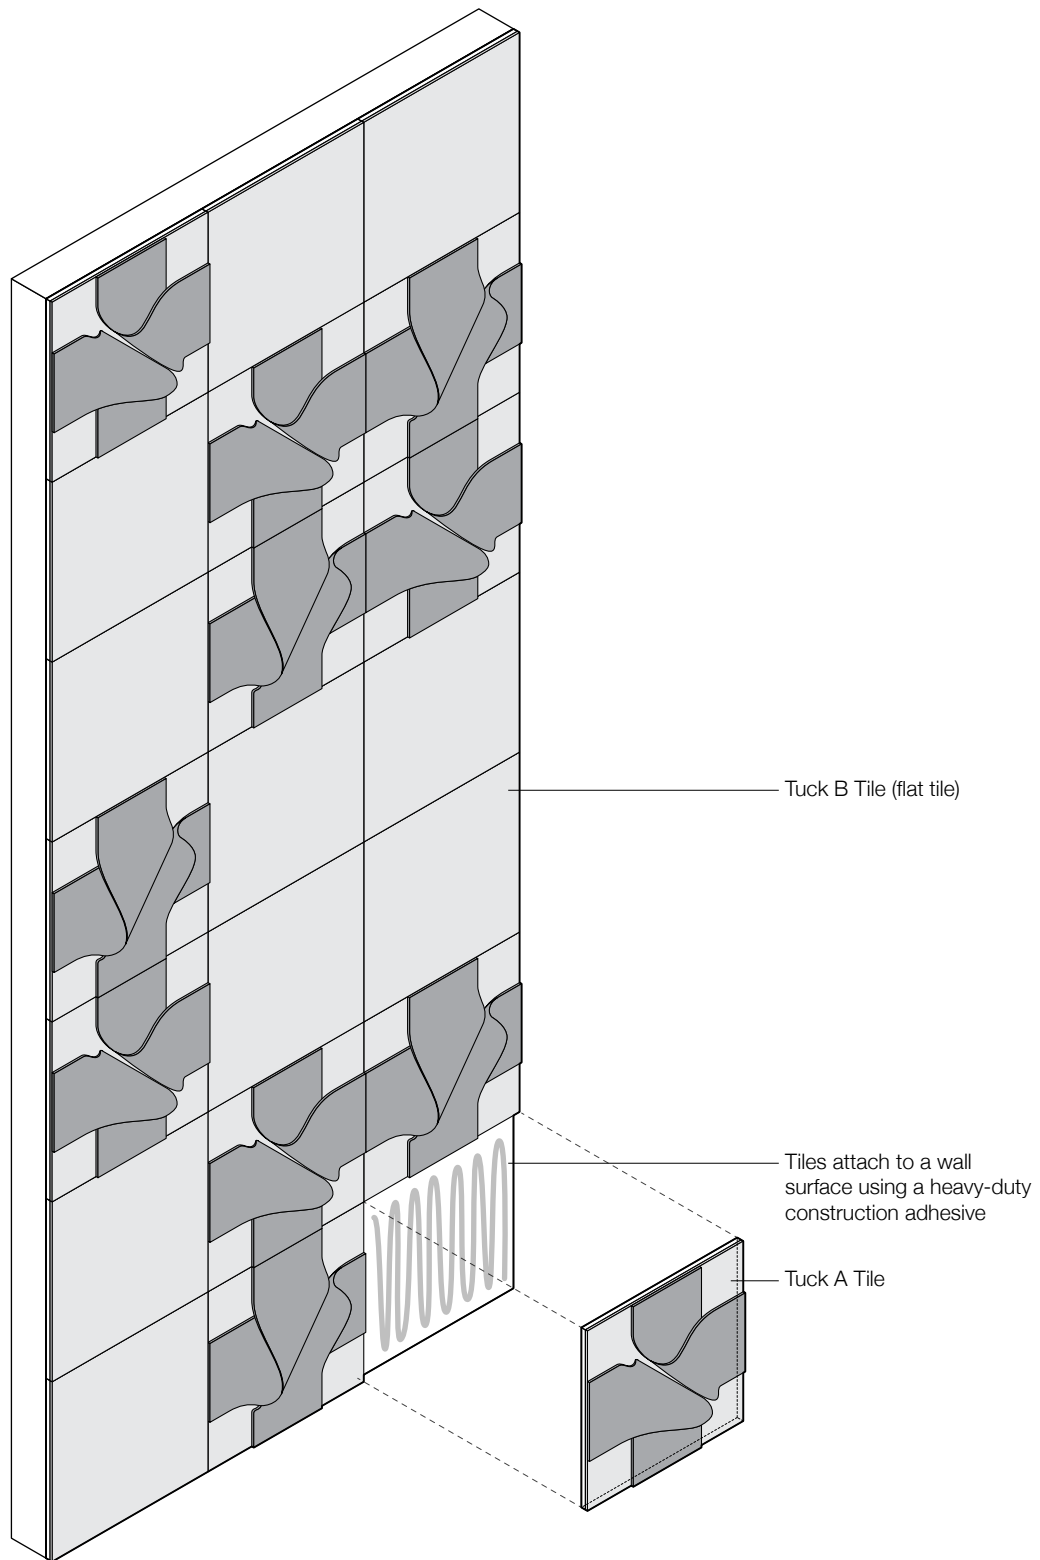 Tuck B Tile (flat tile)
Tiles attach to a wall
surface using a heavy-duty
construction adhesive
Tuck A Tile